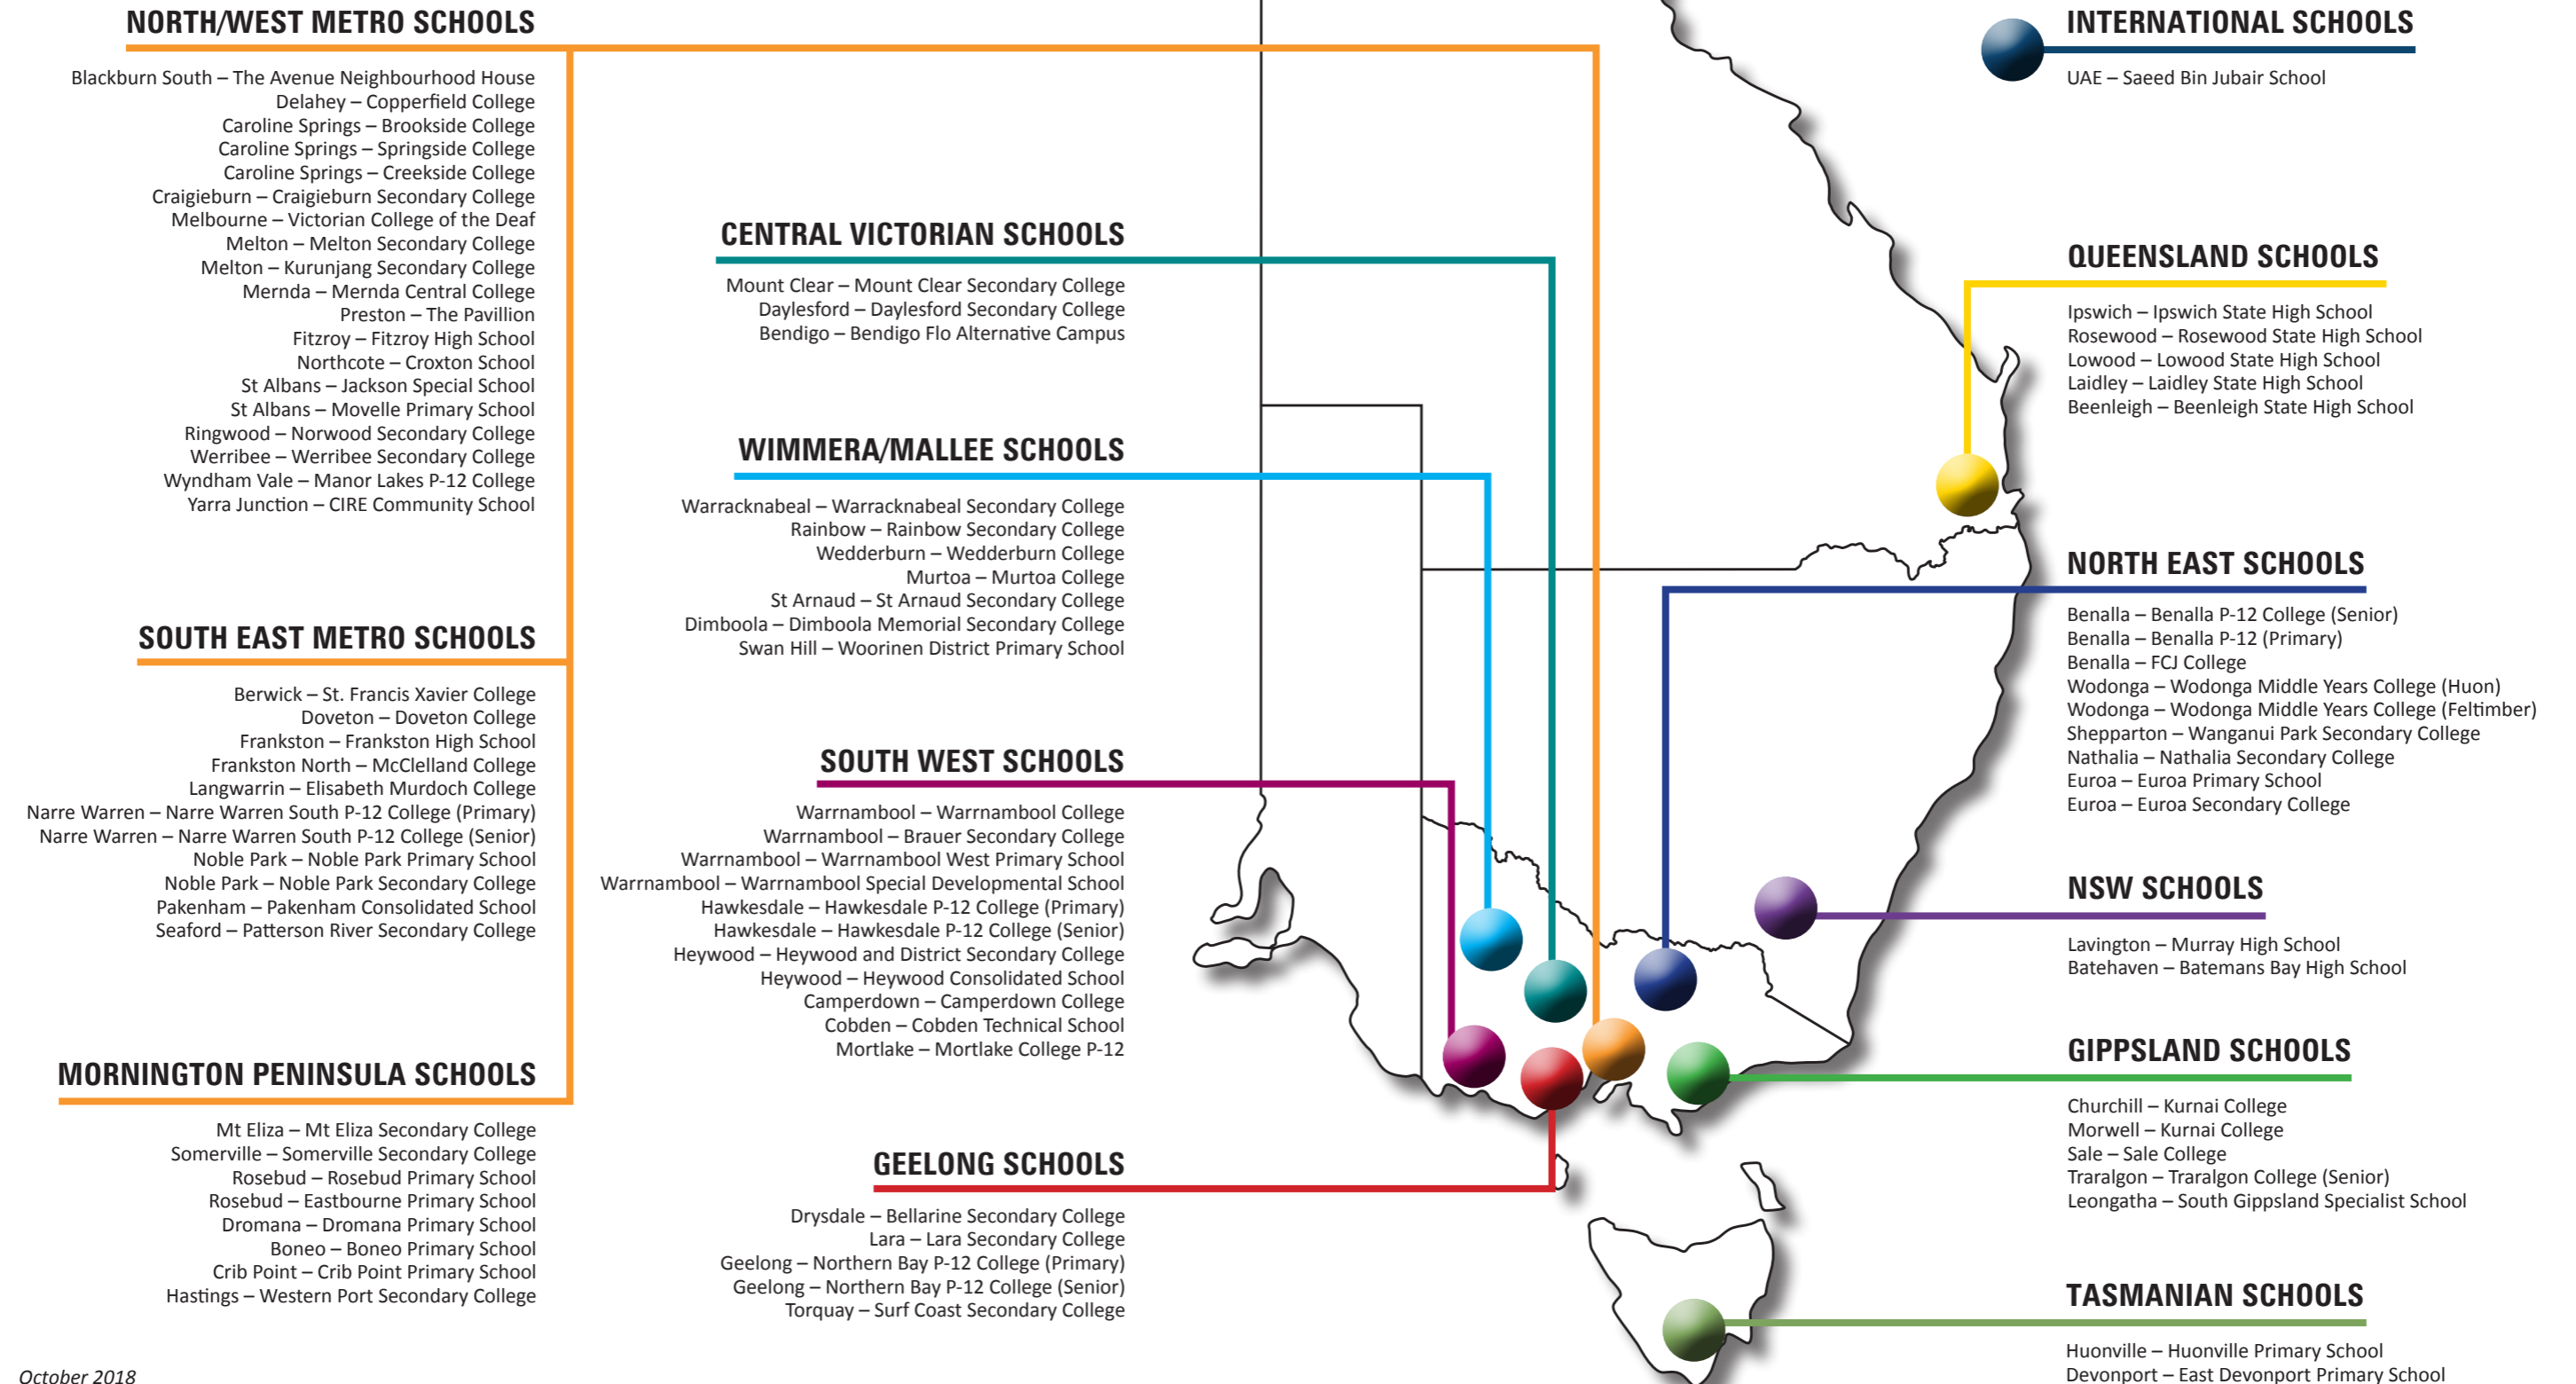 NORTH/WEST METRO SCHOOLS
Blackburn South – The Avenue Neighbourhood House
Delahey – Copperfield College
Caroline Springs – Brookside College
Caroline Springs – Springside College
Caroline Springs – Creekside College
Craigieburn – Craigieburn Secondary College
Melbourne – Victorian College of the Deaf
Melton – Melton Secondary College
Melton – Kurunjang Secondary College
Mernda – Mernda Central College
Preston – The Pavillion
Fitzroy – Fitzroy High School
Northcote – Croxton School
St Albans – Jackson Special School
St Albans – Movelle Primary School
Ringwood – Norwood Secondary College
Werribee – Werribee Secondary College
Wyndham Vale – Manor Lakes P-12 College
Yarra Junction – CIRE Community School
SOUTH EAST METRO SCHOOLS
Berwick – St. Francis Xavier College
Doveton – Doveton College
Frankston – Frankston High School
Frankston North – McClelland College
Langwarrin – Elisabeth Murdoch College
Narre Warren – Narre Warren South P-12 College (Primary)
Narre Warren – Narre Warren South P-12 College (Senior)
Noble Park – Noble Park Primary School
Noble Park – Noble Park Secondary College
Pakenham – Pakenham Consolidated School
Seaford – Patterson River Secondary College
MORNINGTON PENINSULA SCHOOLS
Mt Eliza – Mt Eliza Secondary College
Somerville – Somerville Secondary College
Rosebud – Rosebud Primary School
Rosebud – Eastbourne Primary School
Dromana – Dromana Primary School
Boneo – Boneo Primary School
Crib Point – Crib Point Primary School
Hastings – Western Port Secondary College
October 2018
CENTRAL VICTORIAN SCHOOLS
Mount Clear – Mount Clear Secondary College
Daylesford – Daylesford Secondary College
Bendigo – Bendigo Flo Alternative Campus
WIMMERA/MALLEE SCHOOLS
Warracknabeal – Warracknabeal Secondary College
Rainbow – Rainbow Secondary College
Wedderburn – Wedderburn College
Murtoa – Murtoa College
St Arnaud – St Arnaud Secondary College
Dimboola – Dimboola Memorial Secondary College
Swan Hill – Woorinen District Primary School
SOUTH WEST SCHOOLS
Warrnambool – Warrnambool College
Warrnambool – Brauer Secondary College
Warrnambool – Warrnambool West Primary School
Warrnambool – Warrnambool Special Developmental School
Hawkesdale – Hawkesdale P-12 College (Primary)
Hawkesdale – Hawkesdale P-12 College (Senior)
Heywood – Heywood and District Secondary College
Heywood – Heywood Consolidated School
Camperdown – Camperdown College
Cobden – Cobden Technical School
Mortlake – Mortlake College P-12
GEELONG SCHOOLS
Drysdale – Bellarine Secondary College
Lara – Lara Secondary College
Geelong – Northern Bay P-12 College (Primary)
Geelong – Northern Bay P-12 College (Senior)
Torquay – Surf Coast Secondary College
INTERNATIONAL SCHOOLS
UAE – Saeed Bin Jubair School
QUEENSLAND SCHOOLS
Ipswich – Ipswich State High School
Rosewood – Rosewood State High School
Lowood – Lowood State High School
Laidley – Laidley State High School
Beenleigh – Beenleigh State High School
NORTH EAST SCHOOLS
Benalla – Benalla P-12 College (Senior)
Benalla – Benalla P-12 (Primary)
Benalla – FCJ College
Wodonga – Wodonga Middle Years College (Huon)
Wodonga – Wodonga Middle Years College (Feltimber)
Shepparton – Wanganui Park Secondary College
Nathalia – Nathalia Secondary College
Euroa – Euroa Primary School
Euroa – Euroa Secondary College
NSW SCHOOLS
Lavington – Murray High School
Batehaven – Batemans Bay High School
GIPPSLAND SCHOOLS
Churchill – Kurnai College
Morwell – Kurnai College
Sale – Sale College
Traralgon – Traralgon College (Senior)
Leongatha – South Gippsland Specialist School
TASMANIAN SCHOOLS
Huonville – Huonville Primary School
Devonport – East Devonport Primary School